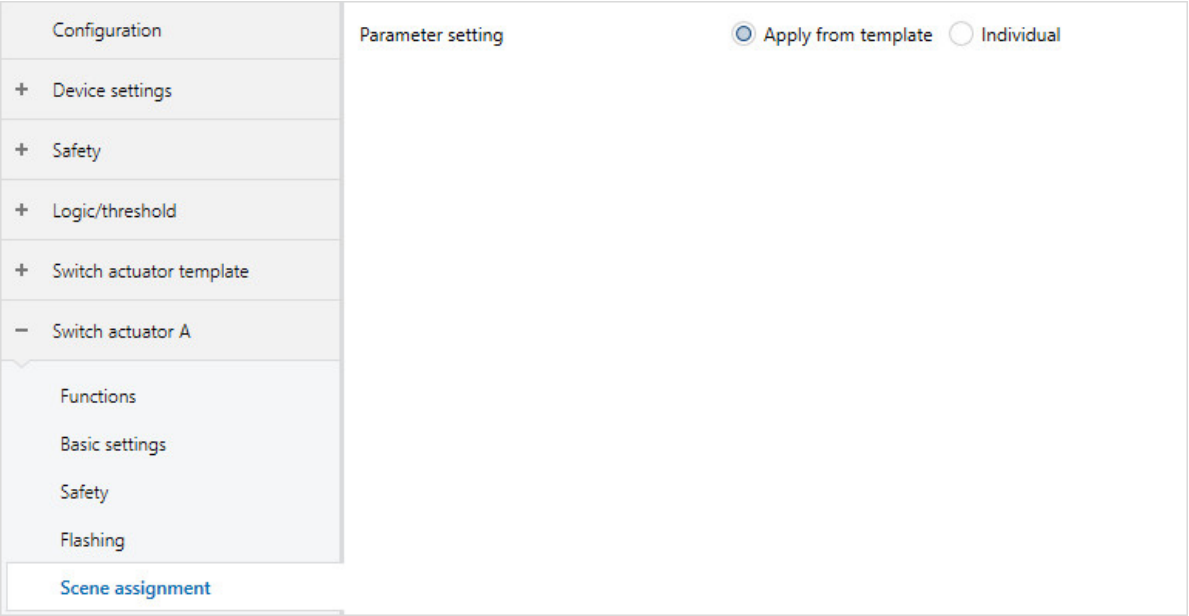 Configuration
Parameter setting Apply from template Individual
+ Device settings
+ Safety
+ Logic/threshold
+ Switch actuator template
− Switch actuator A
Functions
Basic settings
Safety
Flashing
Scene assignment